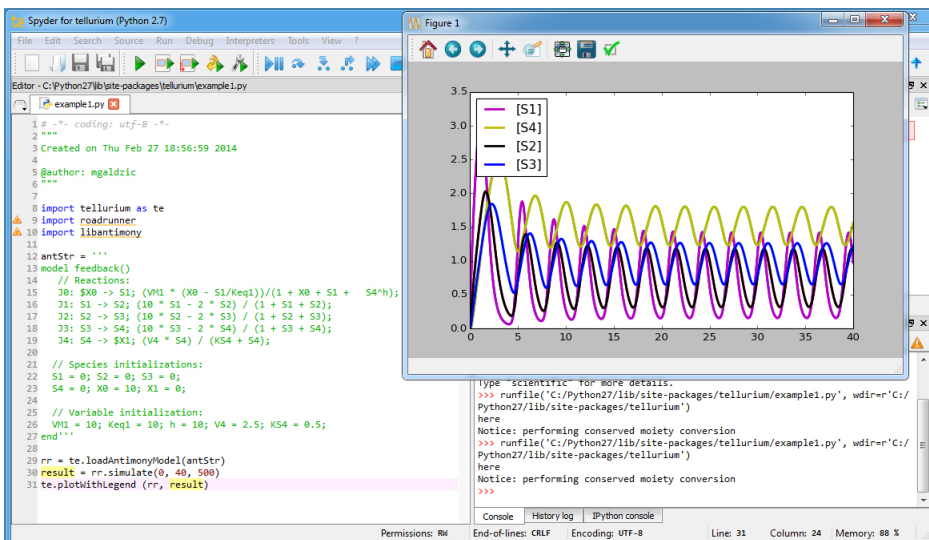 Spyder for tellurium (Python 2.7)
File Edit Search Source Run Debug Interpreters Tools View ?
Editor - C:\Python27\lib\site-packages\tellurium\example1.py
example1.py
1 # -*- coding: utf-8 -*-
2 """
3 Created on Thu Feb 27 18:56:59 2014
4
5 @author: mgaldzic
6 """
7
8 import tellurium as te
9 import roadrunner
10 import libantimony
11
12 antStr = '''
13 model feedback()
14 // Reactions:
15 J0: $X0 -> S1; (VM1 * (X0 - S1/Keq1))/(1 + X0 + S1 + S4^h);
16 J1: S1 -> S2; (10 * S1 - 2 * S2) / (1 + S1 + S2);
17 J2: S2 -> S3; (10 * S2 - 2 * S3) / (1 + S2 + S3);
18 J3: S3 -> S4; (10 * S3 - 2 * S4) / (1 + S3 + S4);
19 J4: S4 -> $X1; (V4 * S4) / (KS4 + S4);
20
21 // Species initializations:
22 S1 = 0; S2 = 0; S3 = 0;
23 S4 = 0; X0 = 10; X1 = 0;
24
25 // Variable initialization:
26 VM1 = 10; Keq1 = 10; h = 10; V4 = 2.5; KS4 = 0.5;
27 end'''
28
29 rr = te.loadAntimonyModel(antStr)
30 result = rr.simulate(0, 40, 500)
31 te.plotWithLegend (rr, result)
Figure 1
3.5
3.0
2.5
2.0
1.5
1.0
0.5
0.0
0 5 10 15 20 25 30 35 40
[S1]
[S4]
[S2]
[S3]
Type "scientific" for more details.
>>> runfile('C:/Python27/lib/site-packages/tellurium/example1.py', wdir=r'C:/
Python27/lib/site-packages/tellurium')
here
Notice: performing conserved moiety conversion
>>> runfile('C:/Python27/lib/site-packages/tellurium/example1.py', wdir=r'C:/
Python27/lib/site-packages/tellurium')
here
Notice: performing conserved moiety conversion
>>>
Console History log IPython console
Permissions: RW End-of-lines: CRLF Encoding: UTF-8 Line: 31 Column: 24 Memory: 88 %